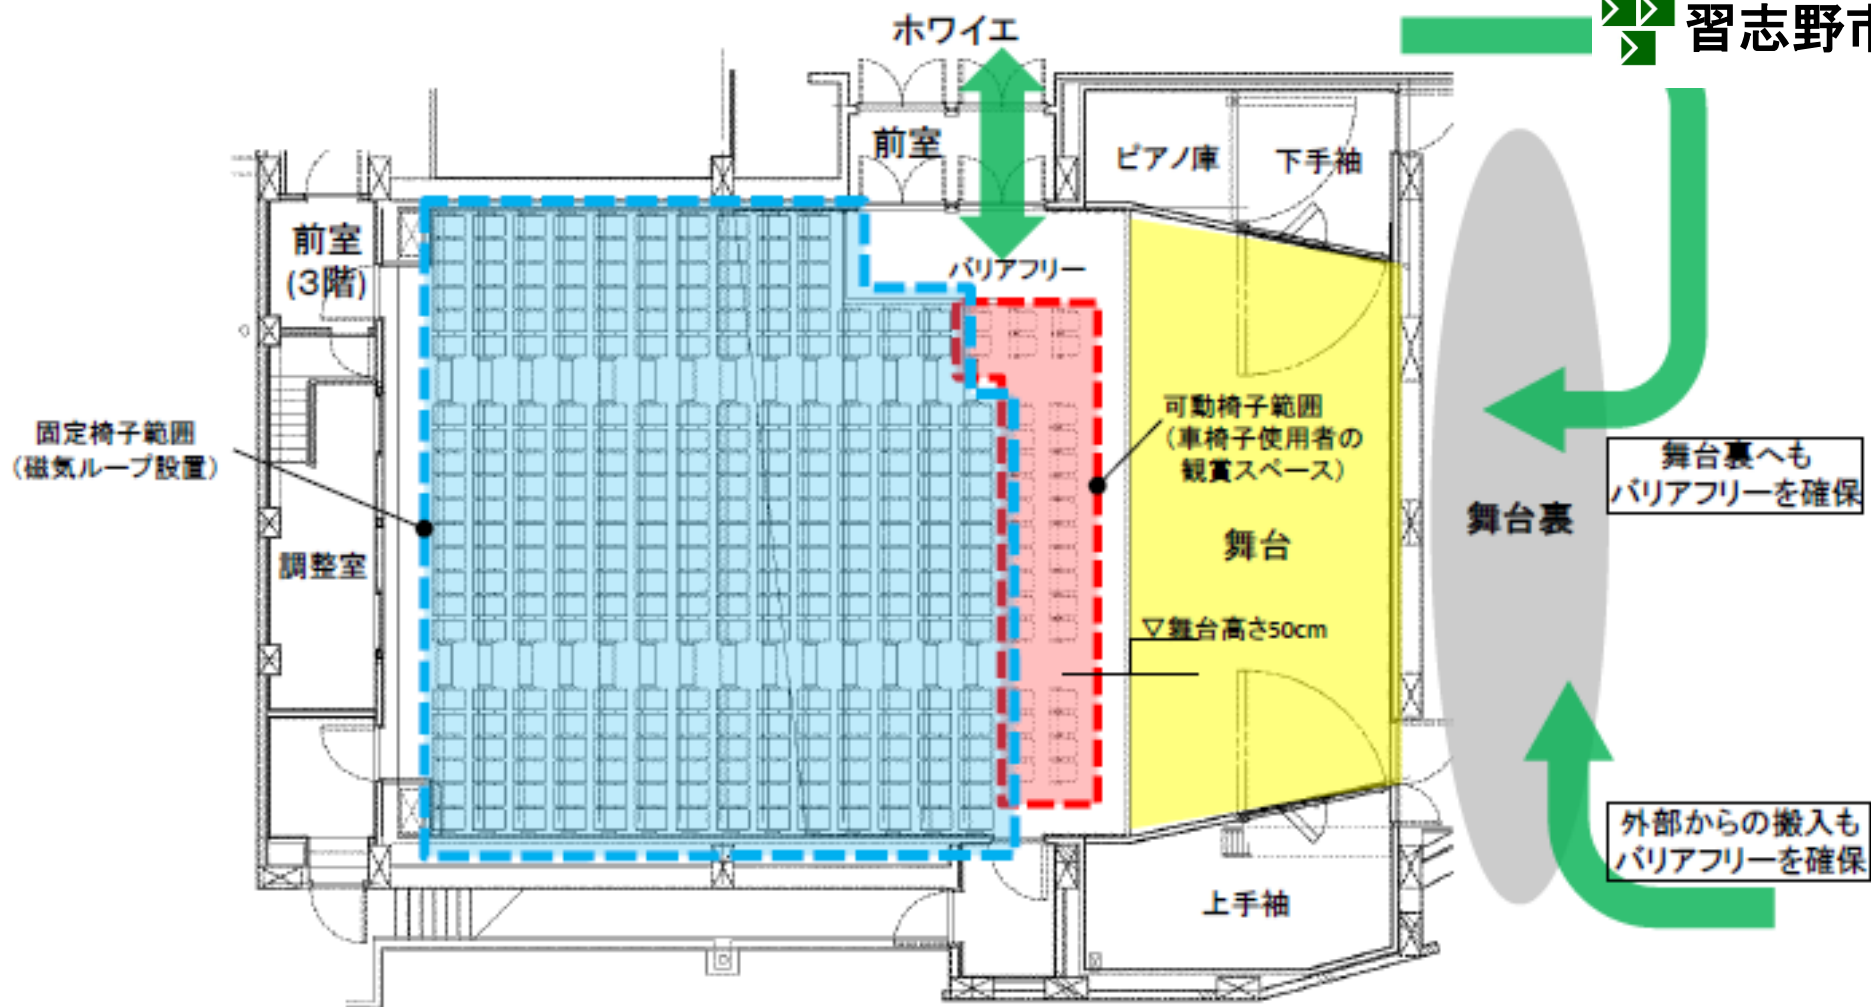 ホワイエ
習志野市
前室
ピアノ庫
下手袖
前室
(3階)
バリアフリー
固定椅子範囲
(磁気ループ設置)
可動椅子範囲
(車椅子使用者の
観賞スペース)
舞台裏へも
バリアフリーを確保
舞台裏
舞台
調整室
▽舞台高さ50cm
外部からの搬入も
バリアフリーを確保
上手袖